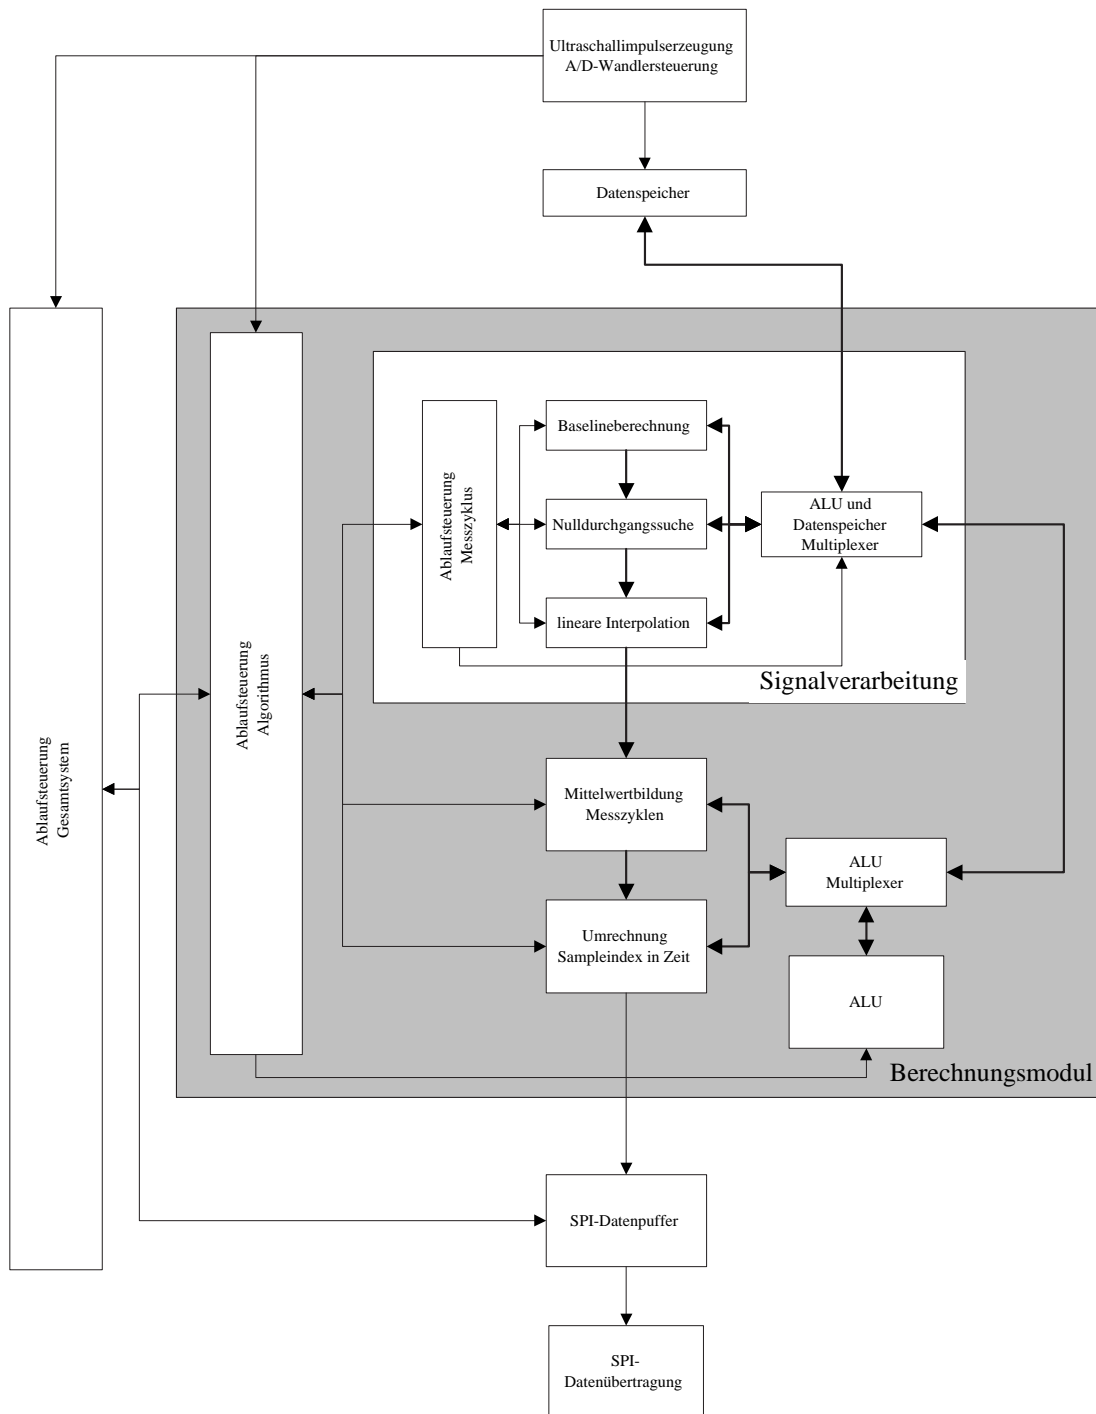 Ultraschallimpulserzeugung
A/D-Wandlersteuerung
Datenspeicher
Baselineberechnung
Nulldurchgangssuche
lineare Interpolation
ALU und
Datenspeicher
Multiplexer
Ablaufsteuerung
Messzyklus
Signalverarbeitung
Ablaufsteuerung
Algorithmus
Ablaufsteuerung
Gesamtsystem
Mittelwertbildung
Messzyklen
ALU
Multiplexer
Umrechnung
Sampleindex in Zeit
ALU
Berechnungsmodul
SPI-Datenpuffer
SPI-
Datenübertragung